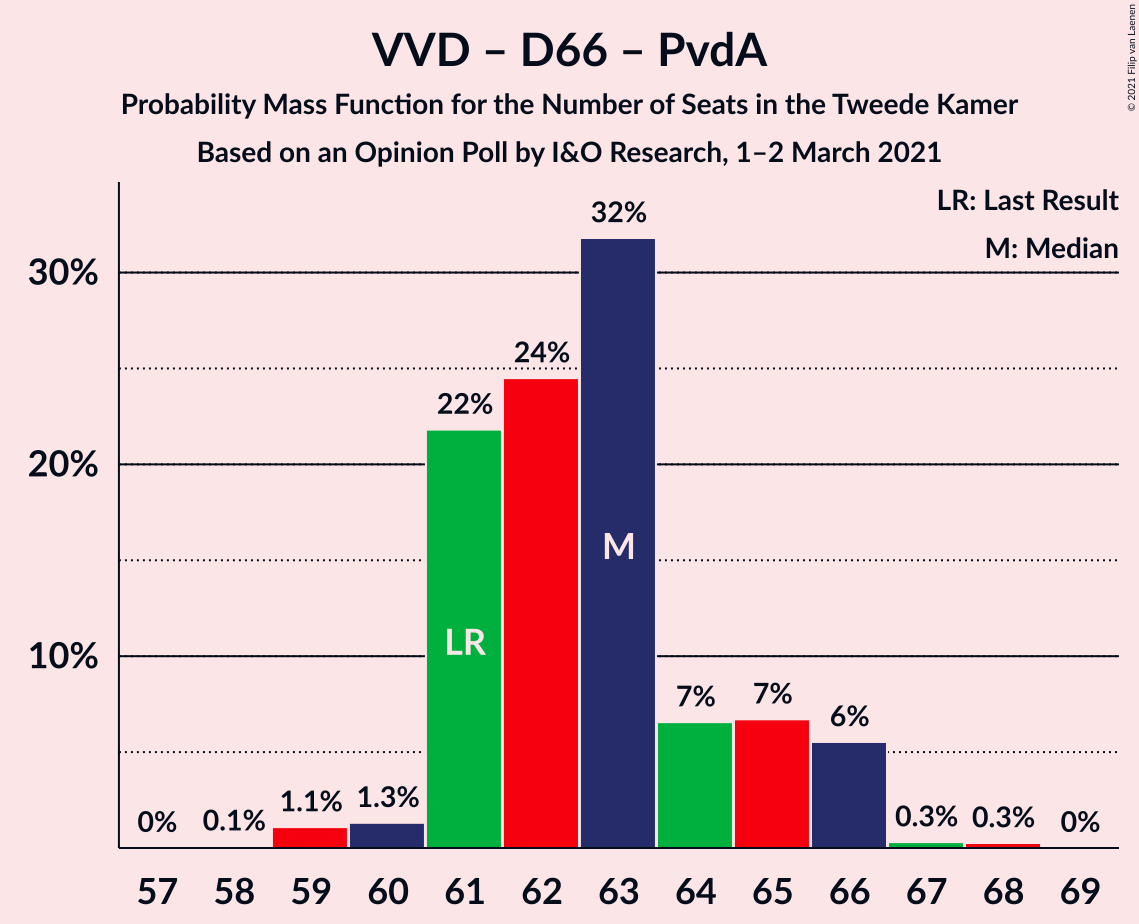 VVD – D66 – PvdA
Probability Mass Function for the Number of Seats in the Tweede Kamer
Based on an Opinion Poll by I&O Research, 1–2 March 2021
© 2021 Filip van Laenen
LR: Last Result
M: Median
30%
20%
10%
0%
0.1%
1.1%
1.3%
22%
24%
32%
7%
7%
6%
0.3%
0.3%
0%
LR
M
57 58 59 60 61 62 63 64 65 66 67 68 69